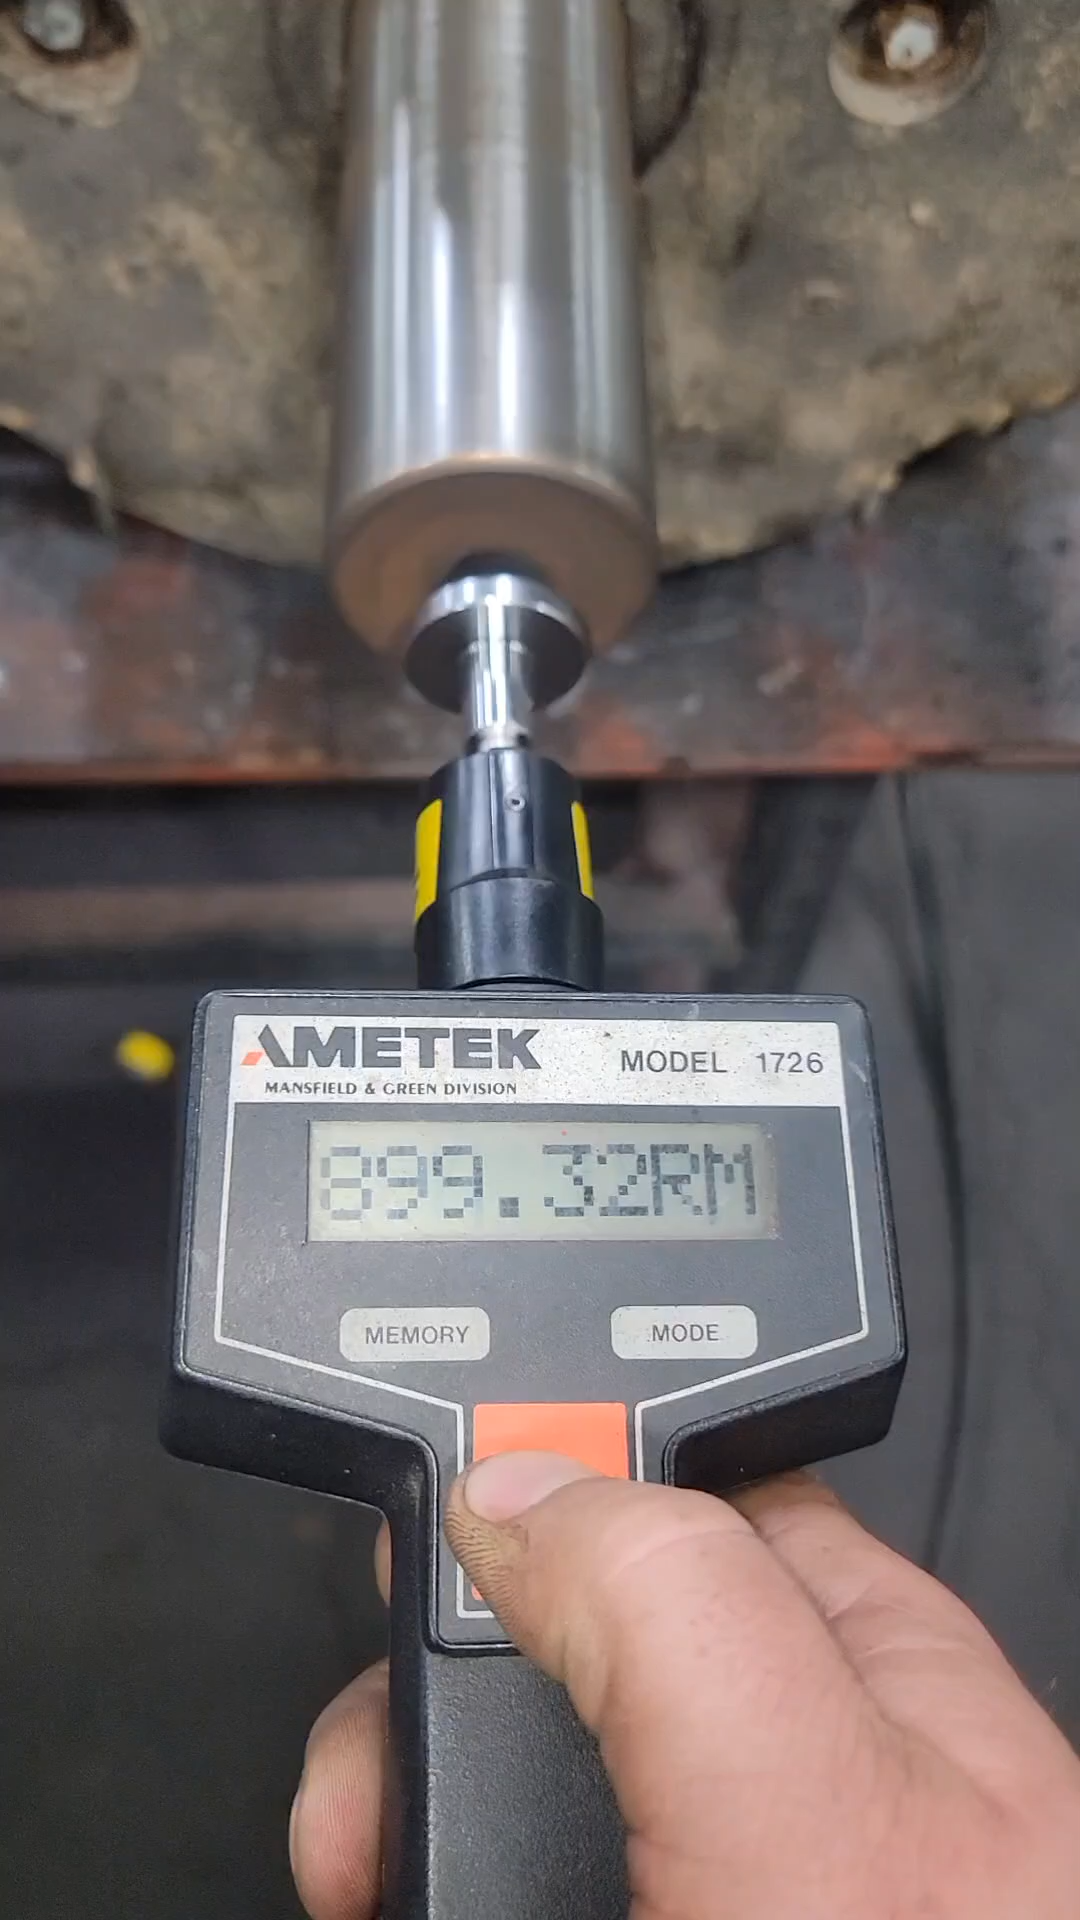 AMETEK
MANSFIELD & GREEN DIVISION
MODEL 1726
899.32RM
MEMORY
MODE